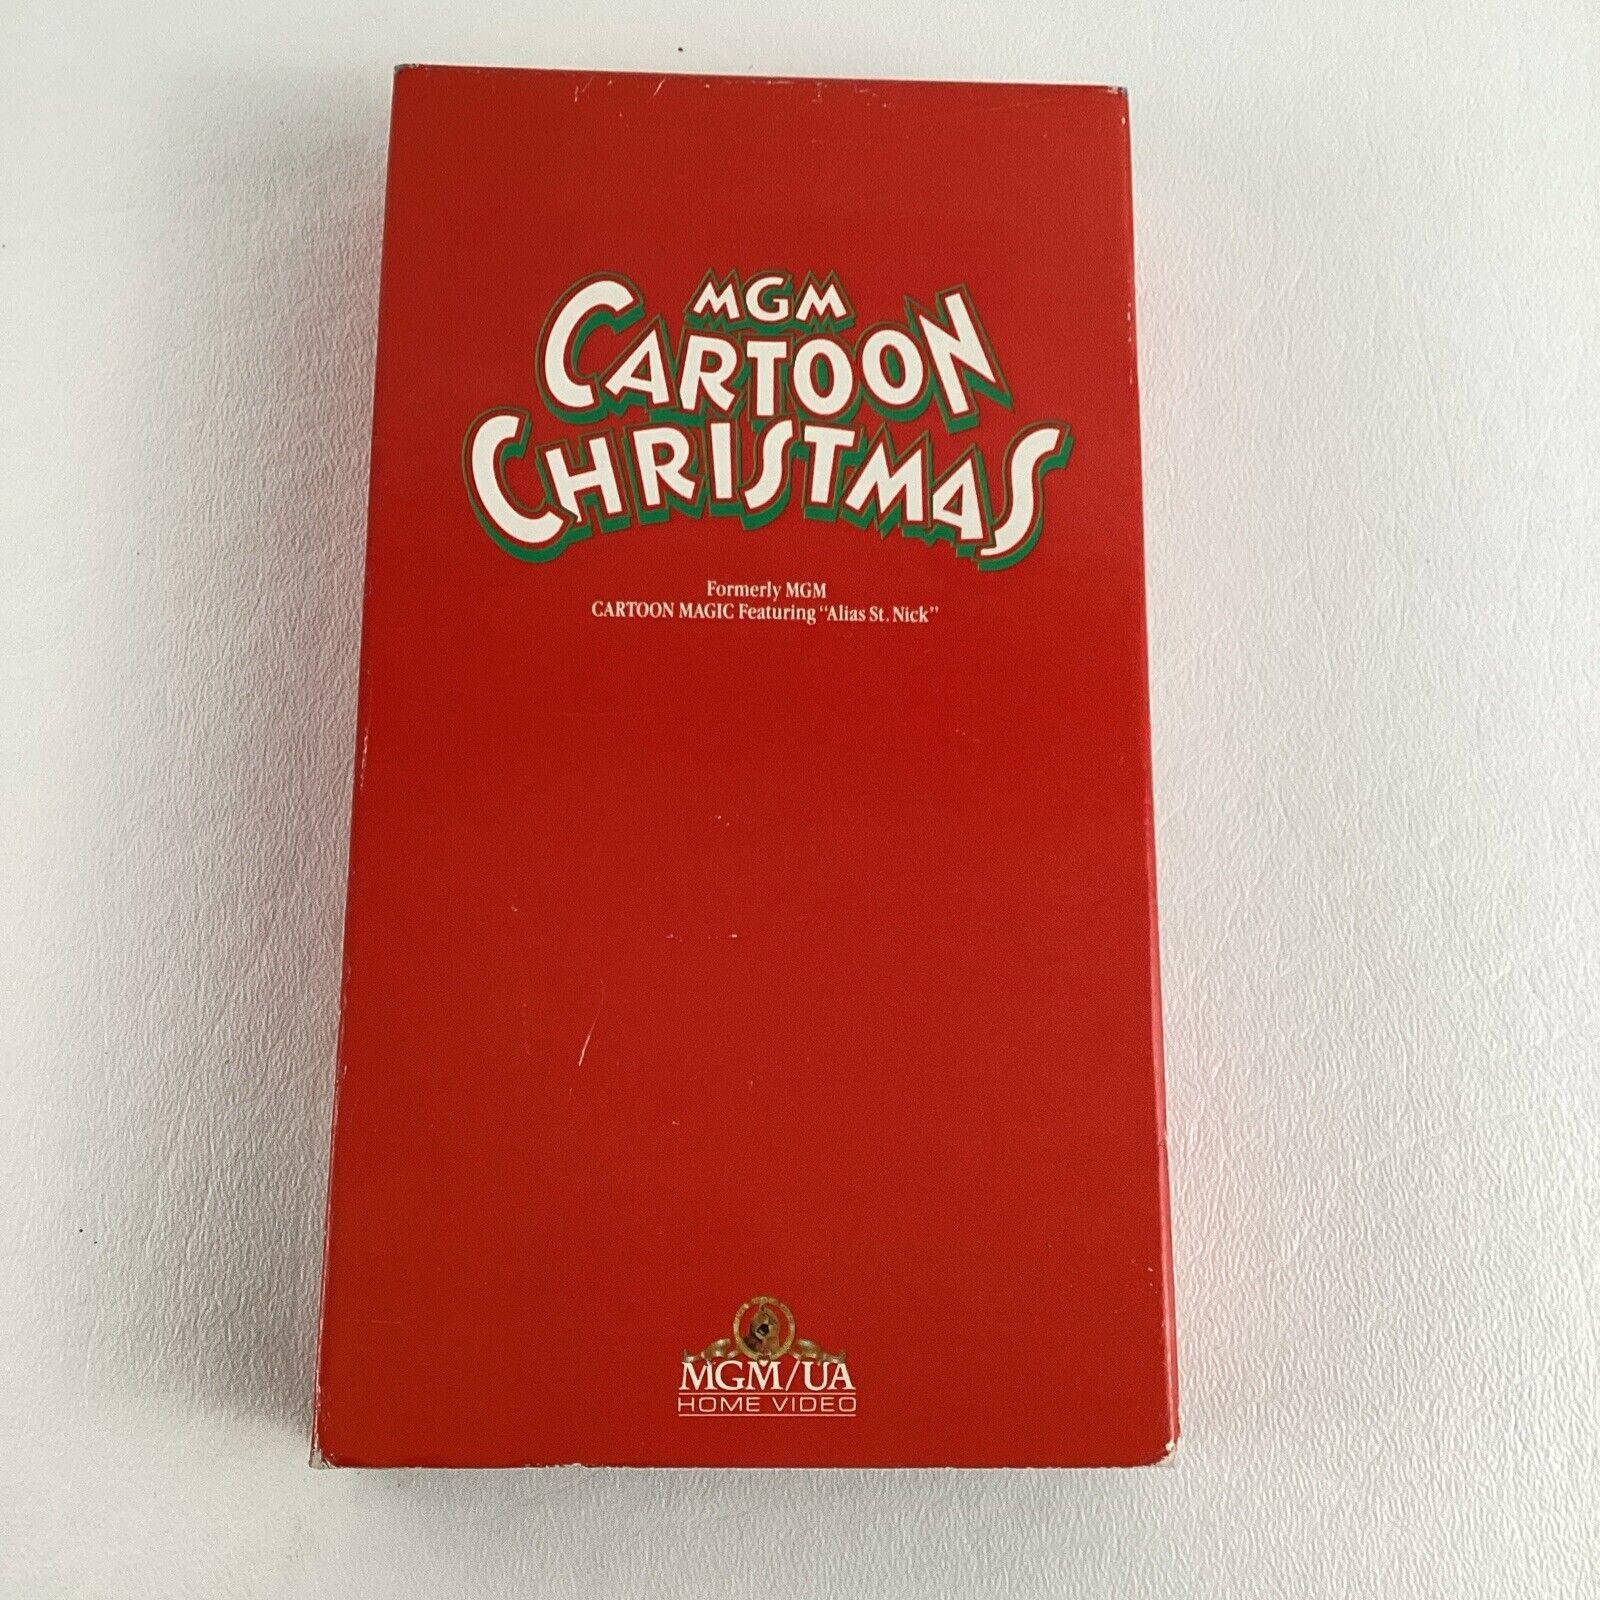 MGM
CARTOON
CHRISTMAS
Formerly MGM
CARTOON MAGIC Featuring "Alias St. Nick"
MGM/UA
HOME VIDEO